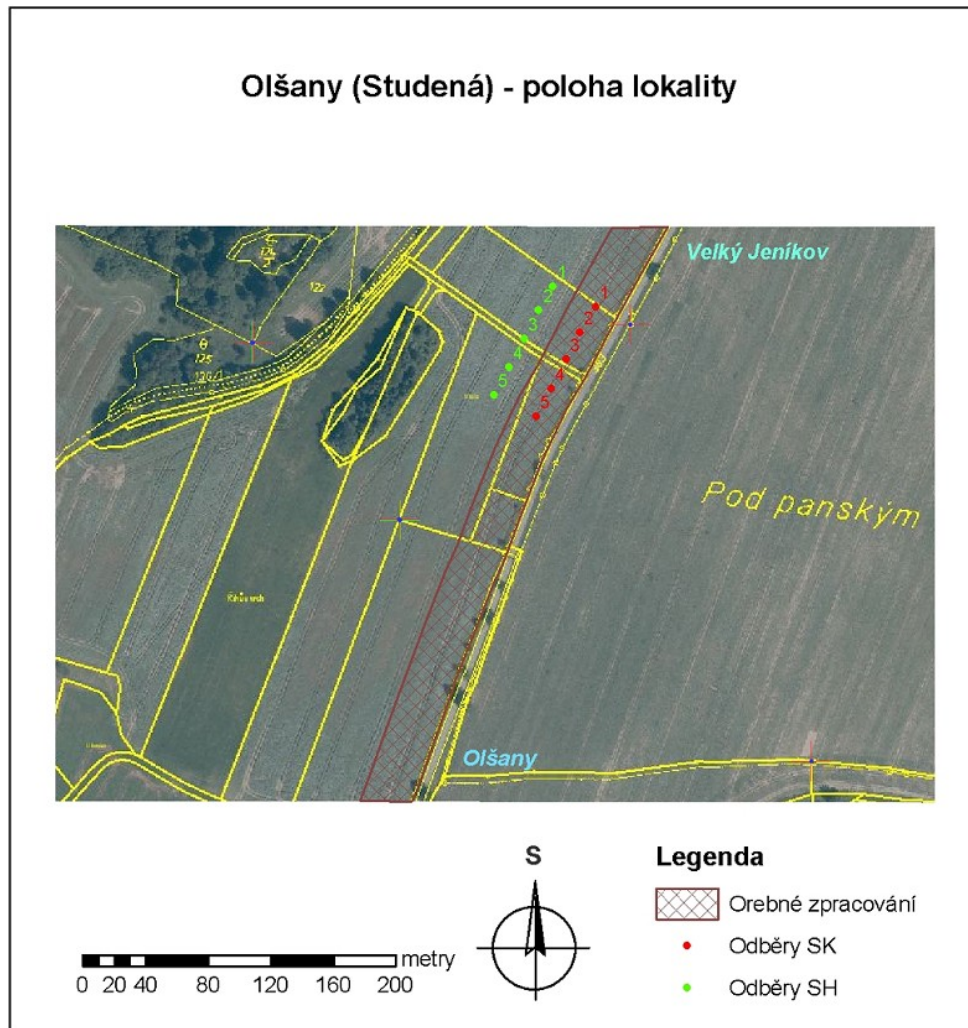 Olšany (Studená) - poloha lokality
Velký Jeníkov
122
125
1
2
3
4
5
1
2
3
4
5
Pod panským
Olšany
S
Legenda
Orebné zpracování
Odběry SK
Odběry SH
metry
0 20 40 80 120 160 200